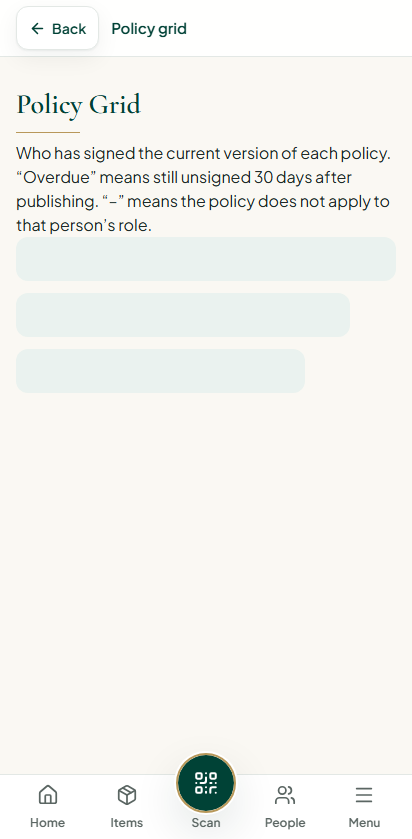 Back
Policy grid
Policy Grid
Who has signed the current version of each policy.
“Overdue” means still unsigned 30 days after
publishing. “–” means the policy does not apply to
that person’s role.
Home
Items
Scan
People
Menu